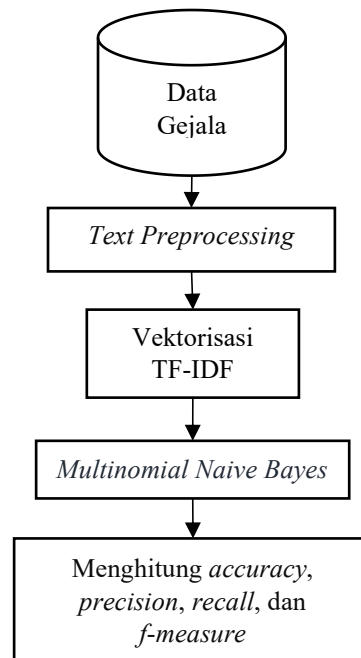 Data
Gejala
Text Preprocessing
Vektorisasi
TF-IDF
Multinomial Naive Bayes
Menghitung accuracy,
precision, recall, dan
f-measure